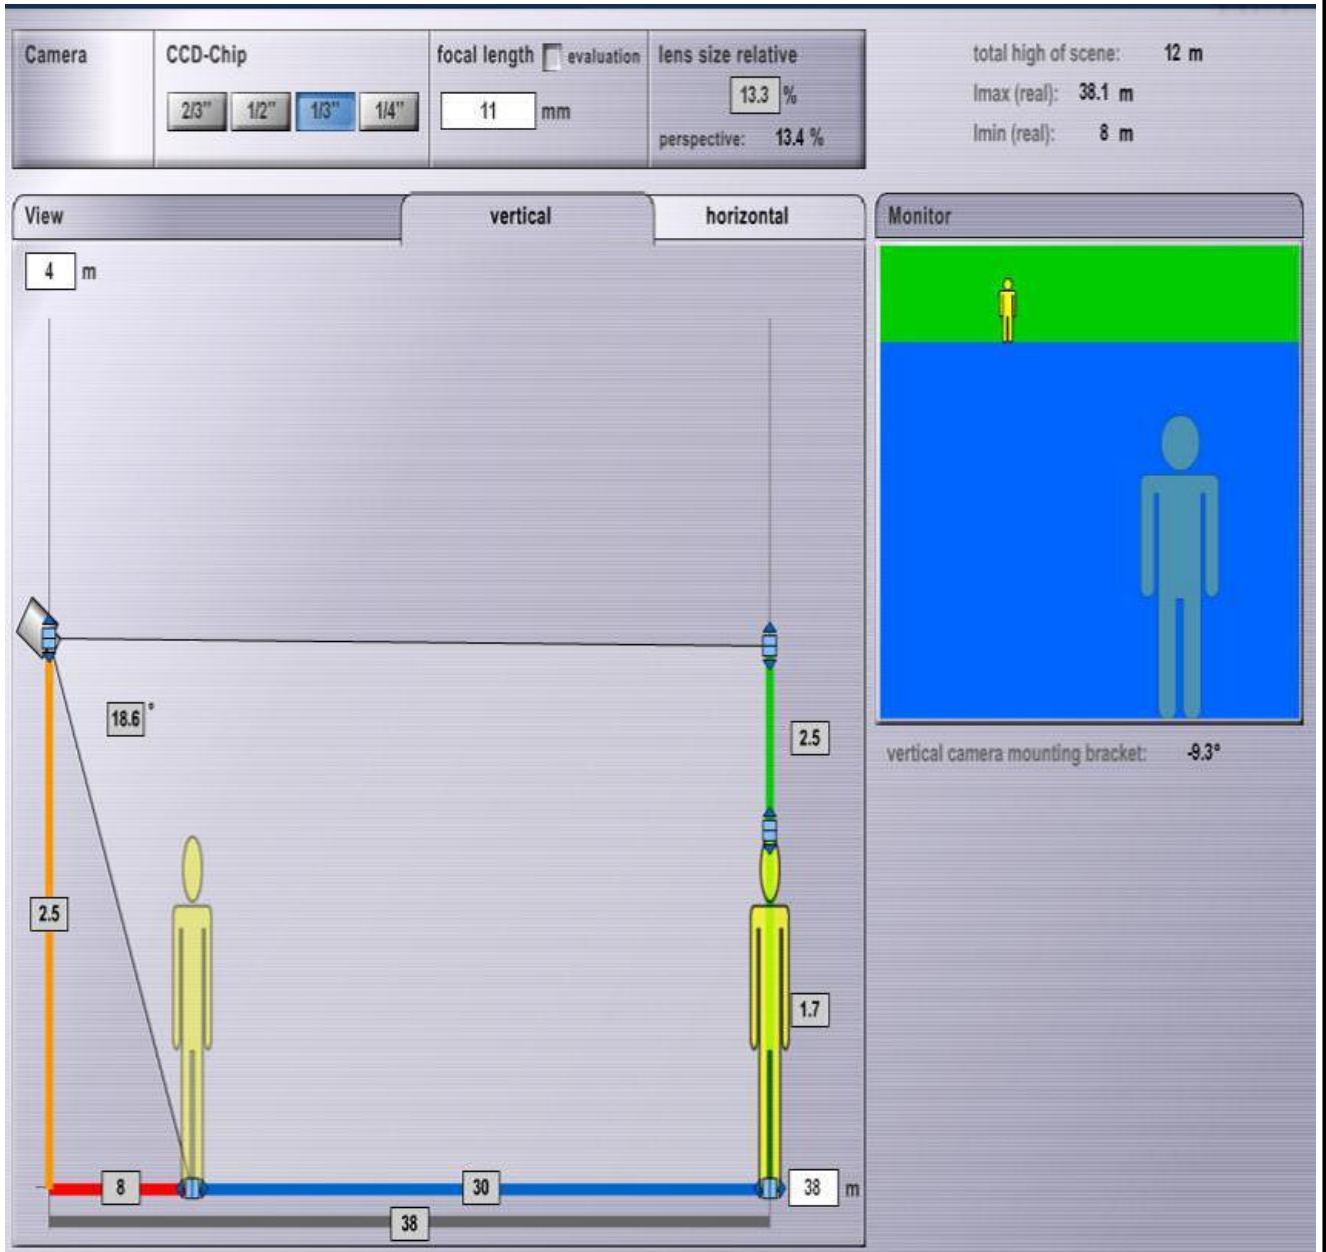 Camera
CCD-Chip
focal length evaluation
lens size relative
2/3" 1/2" 1/3" 1/4"
11 mm
13.3 %
perspective: 13.4 %
total high of scene: 12 m
lmax (real): 38.1 m
lmin (real): 8 m
View
vertical
horizontal
Monitor
4 m
18.6 °
2.5
2.5
1.7
vertical camera mounting bracket: -9.3°
8
30
38 m
38